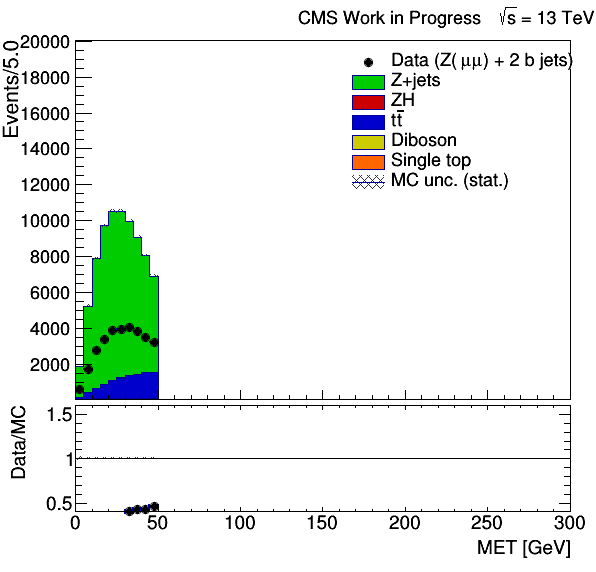 CMS Work in Progress √s = 13 TeV
Events/5.0
20000
18000
16000
14000
12000
10000
8000
6000
4000
2000
Data (Z(μμ) + 2 b jets)
Z+jets
ZH
tt̅
Diboson
Single top
MC unc. (stat.)
Data/MC
1.5
1
0.5
0 50 100 150 200 250 300
MET [GeV]